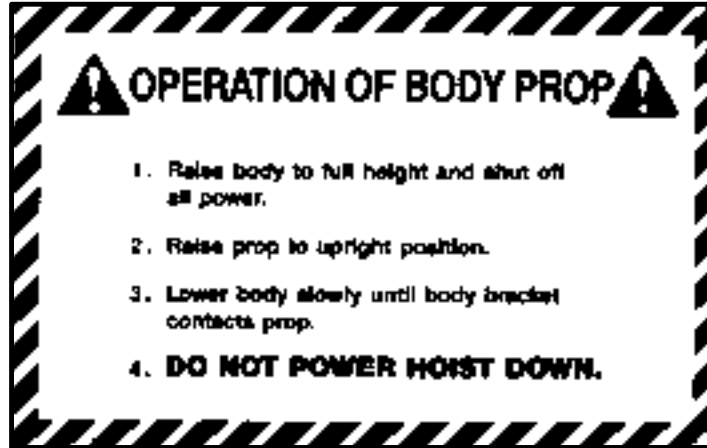 OPERATION OF BODY PROP
1. Raise body to full height and shut off
all power.
2. Raise prop to upright position.
3. Lower body slowly until body bracket
contacts prop.
4. DO NOT POWER HOIST DOWN.